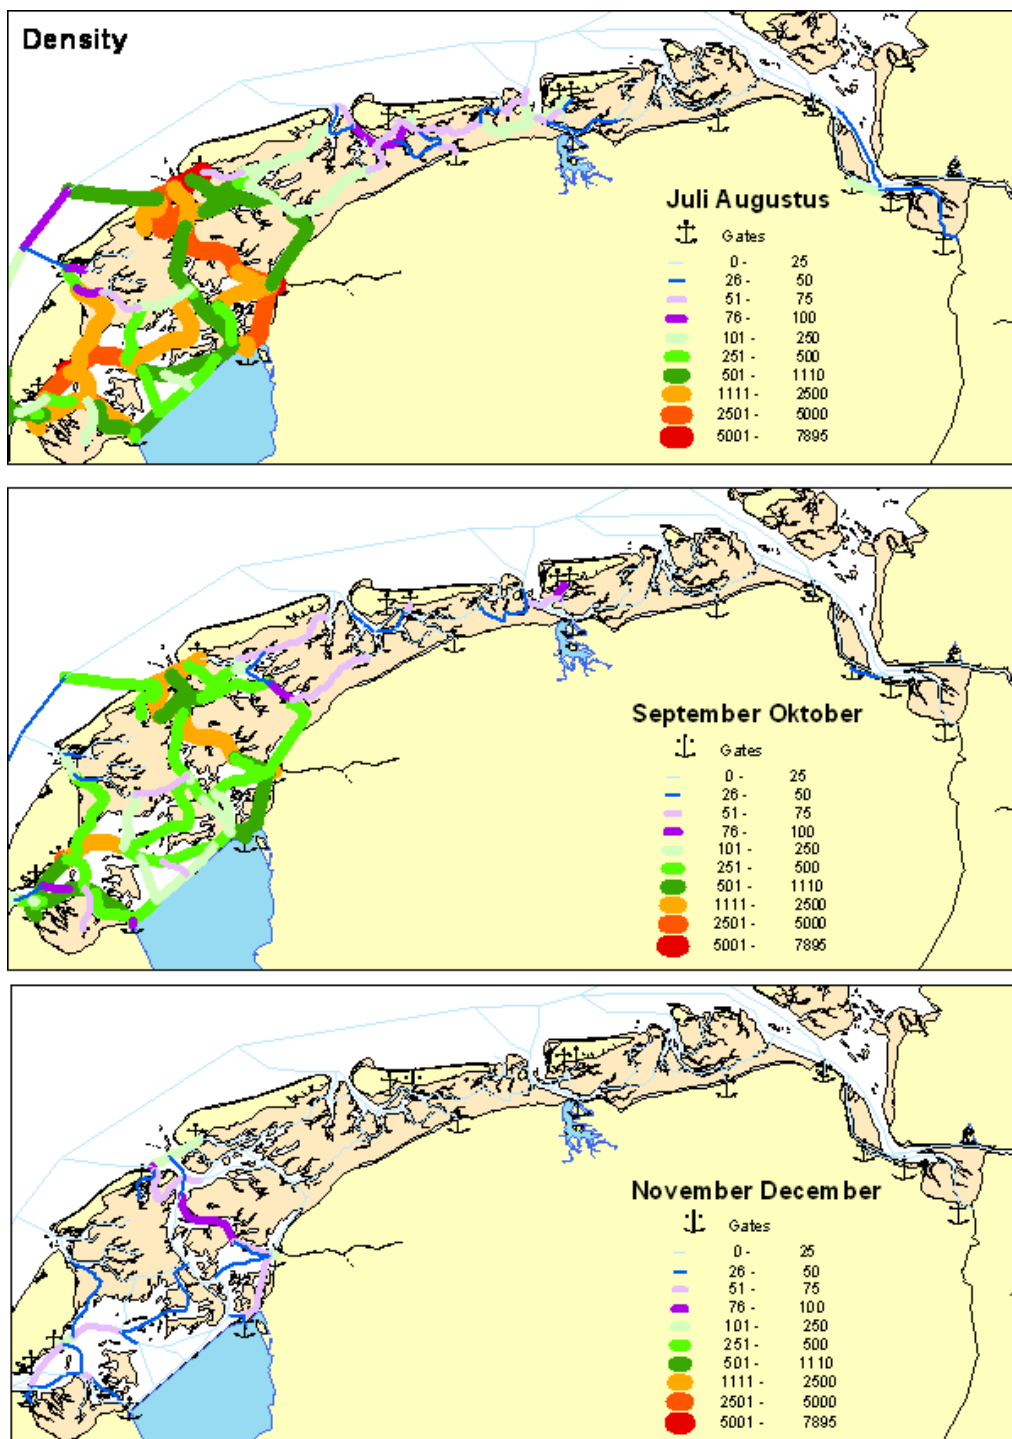 Density
Juli Augustus
Gates
0 - 25
26 - 50
51 - 75
76 - 100
101 - 250
251 - 500
501 - 1110
1111 - 2500
2501 - 5000
5001 - 7895
September Oktober
Gates
0 - 25
26 - 50
51 - 75
76 - 100
101 - 250
251 - 500
501 - 1110
1111 - 2500
2501 - 5000
5001 - 7895
November December
Gates
0 - 25
26 - 50
51 - 75
76 - 100
101 - 250
251 - 500
501 - 1110
1111 - 2500
2501 - 5000
5001 - 7895